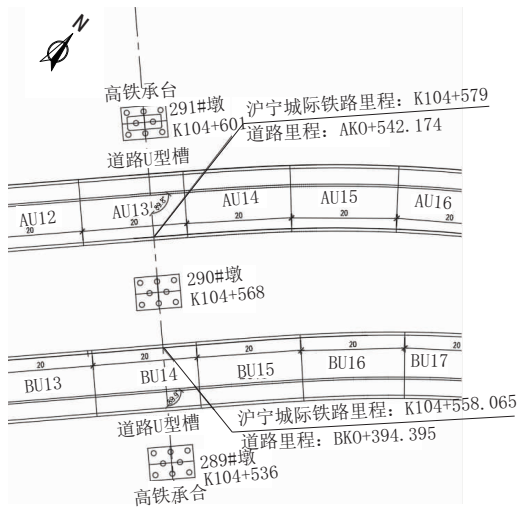 N
高铁承台
291#墩
K104+601
沪宁城际铁路里程：K104+579
道路里程：AK0+542.174
道路U型槽
AU12
AU13
AU14
AU15
AU16
89.8°
20
20
20
20
20
290#墩
K104+568
20
20
20
20
20
BU13
BU14
BU15
BU16
BU17
道路U型槽
沪宁城际铁路里程：K104+558.065
道路里程：BK0+394.395
289#墩
K104+536
高铁承合